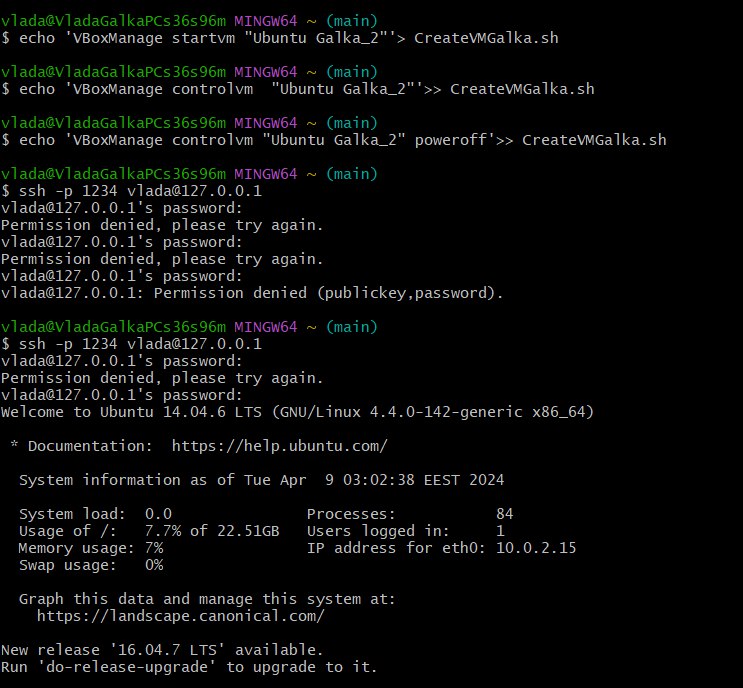 vlada@VladaGalkaPCs36s96m MINGW64 ~ (main)
$ echo 'VBoxManage startvm "Ubuntu Galka_2"'> CreateVMGalka.sh
vlada@VladaGalkaPCs36s96m MINGW64 ~ (main)
$ echo 'VBoxManage controlvm  "Ubuntu Galka_2"'>> CreateVMGalka.sh
vlada@VladaGalkaPCs36s96m MINGW64 ~ (main)
$ echo 'VBoxManage controlvm "Ubuntu Galka_2" poweroff'>> CreateVMGalka.sh
vlada@VladaGalkaPCs36s96m MINGW64 ~ (main)
$ ssh -p 1234 vlada@127.0.0.1
vlada@127.0.0.1's password:
Permission denied, please try again.
vlada@127.0.0.1's password:
Permission denied, please try again.
vlada@127.0.0.1's password:
vlada@127.0.0.1: Permission denied (publickey,password).
vlada@VladaGalkaPCs36s96m MINGW64 ~ (main)
$ ssh -p 1234 vlada@127.0.0.1
vlada@127.0.0.1's password:
Permission denied, please try again.
vlada@127.0.0.1's password:
Welcome to Ubuntu 14.04.6 LTS (GNU/Linux 4.4.0-142-generic x86_64)
* Documentation:  https://help.ubuntu.com/
System information as of Tue Apr  9 03:02:38 EEST 2024
System load:  0.0               Processes:           84
Usage of /:   7.7% of 22.51GB   Users logged in:     1
Memory usage: 7%                IP address for eth0: 10.0.2.15
Swap usage:   0%
Graph this data and manage this system at:
https://landscape.canonical.com/
New release '16.04.7 LTS' available.
Run 'do-release-upgrade' to upgrade to it.